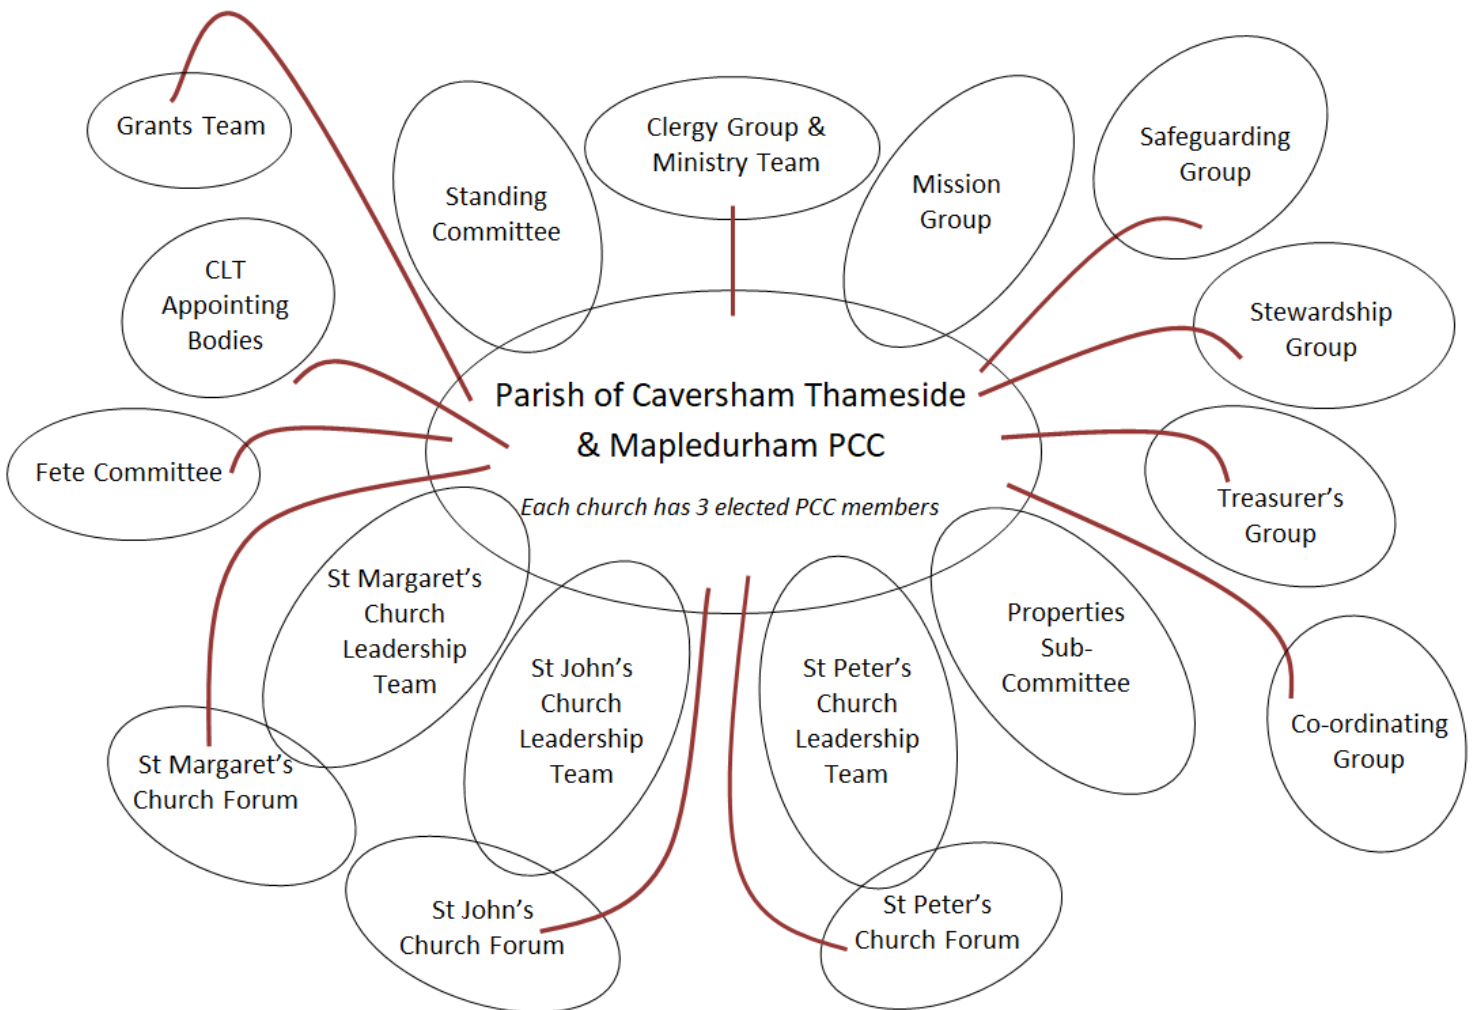 Grants Team
Clergy Group &
Ministry Team
Safeguarding
Group
Standing
Committee
Mission
Group
CLT
Appointing
Bodies
Stewardship
Group
Parish of Caversham Thameside
& Mapledurham PCC
Each church has 3 elected PCC members
Fete Committee
Treasurer’s
Group
St Margaret’s
Church
Leadership
Team
St John’s
Church
Leadership
Team
St Peter’s
Church
Leadership
Team
Properties
Sub-
Committee
Co-ordinating
Group
St Margaret’s
Church Forum
St John’s
Church Forum
St Peter’s
Church Forum